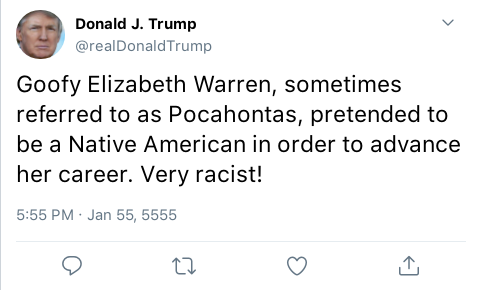 Donald J. Trump
@realDonaldTrump
Goofy Elizabeth Warren, sometimes
referred to as Pocahontas, pretended to
be a Native American in order to advance
her career. Very racist!
5:55 PM · Jan 55, 5555